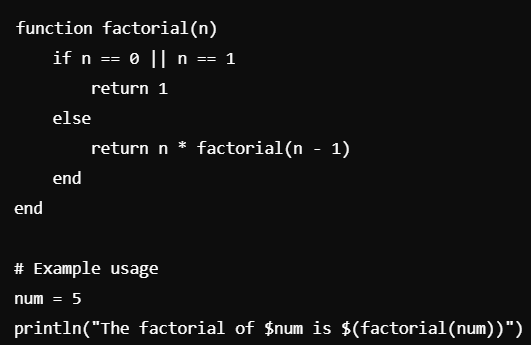 function factorial(n)
    if n == 0 || n == 1
        return 1
    else
        return n * factorial(n - 1)
    end
end

# Example usage
num = 5
println("The factorial of $num is $(factorial(num))")